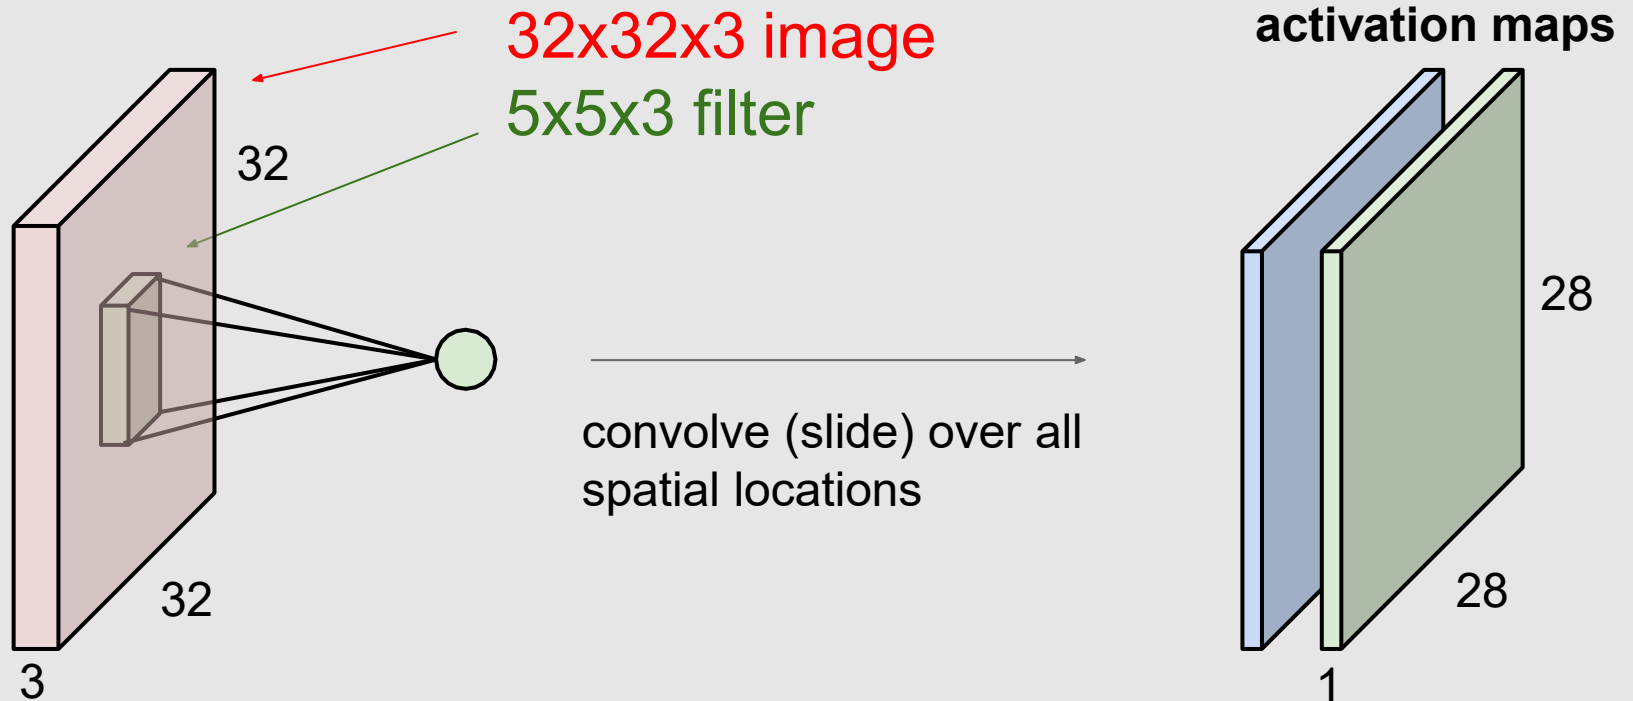 32x32x3 image
5x5x3 filter
32
32
3
convolve (slide) over all
spatial locations
activation maps
28
28
1